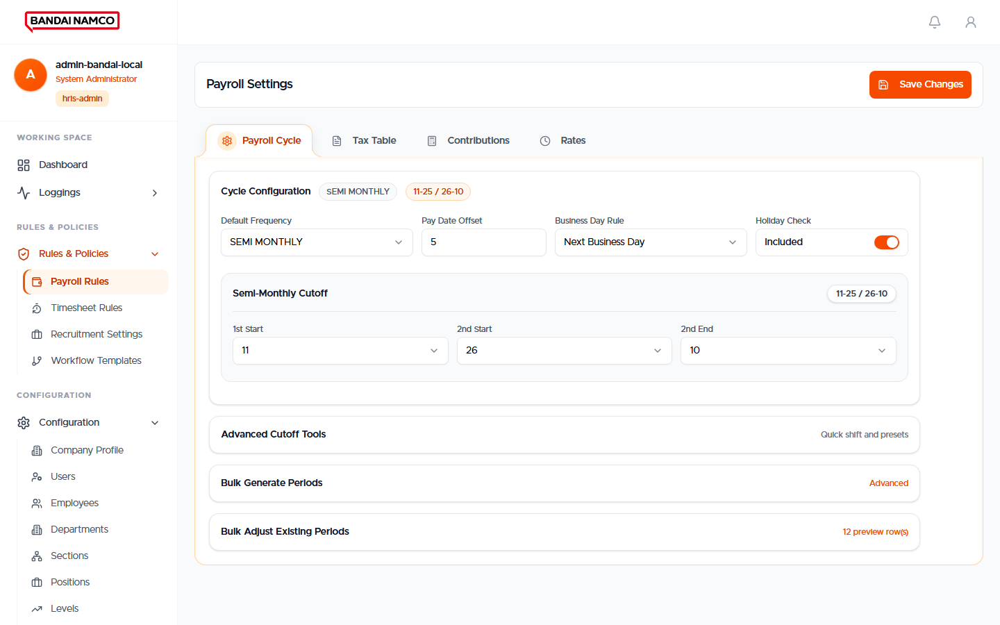 BANDAI NAMCO
A
admin-bandai-local
System Administrator
hris-admin
WORKING SPACE
Dashboard
Loggings
RULES & POLICIES
Rules & Policies
Payroll Rules
Timesheet Rules
Recruitment Settings
Workflow Templates
CONFIGURATION
Configuration
Company Profile
Users
Employees
Departments
Sections
Positions
Levels
Payroll Settings
Save Changes
Payroll Cycle
Tax Table
Contributions
Rates
Cycle Configuration
SEMI MONTHLY
11-25 / 26-10
Default Frequency
SEMI MONTHLY
Pay Date Offset
5
Business Day Rule
Next Business Day
Holiday Check
Included
Semi-Monthly Cutoff
11-25 / 26-10
1st Start
11
2nd Start
26
2nd End
10
Advanced Cutoff Tools
Quick shift and presets
Bulk Generate Periods
Advanced
Bulk Adjust Existing Periods
12 preview row(s)